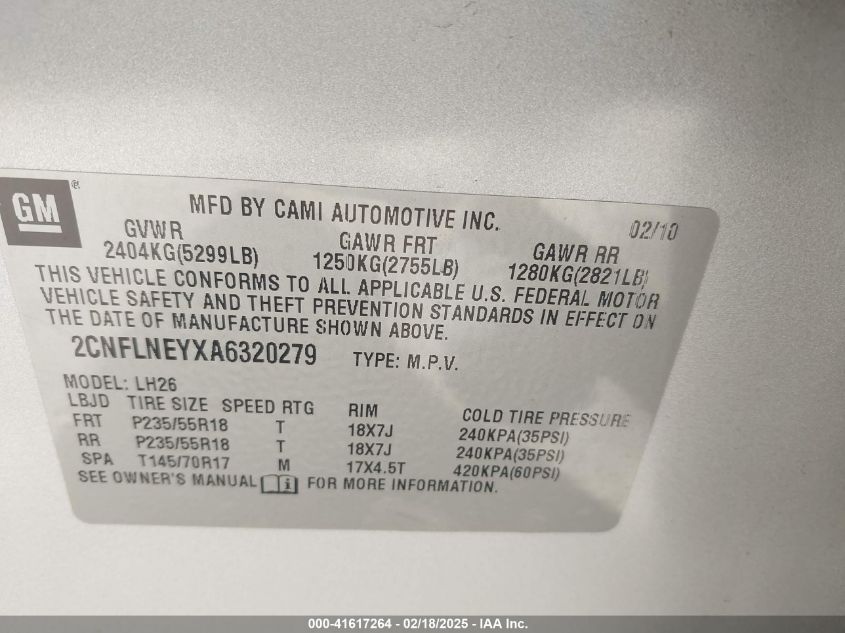 GM ®
MFD BY CAMI AUTOMOTIVE INC. 02/10
GVWR GAWR FRT GAWR RR
2404KG(5299LB) 1250KG(2755LB) 1280KG(2821LB)
THIS VEHICLE CONFORMS TO ALL APPLICABLE U.S. FEDERAL MOTOR
VEHICLE SAFETY AND THEFT PREVENTION STANDARDS IN EFFECT ON
THE DATE OF MANUFACTURE SHOWN ABOVE.
2CNFLNEYXA6320279 TYPE: M.P.V.
MODEL: LH26
LBJD TIRE SIZE SPEED RTG RIM COLD TIRE PRESSURE
FRT P235/55R18 T 18X7J 240KPA(35PSI)
RR P235/55R18 T 18X7J 240KPA(35PSI)
SPA T145/70R17 M 17X4.5T 420KPA(60PSI)
SEE OWNER'S MANUAL i FOR MORE INFORMATION.
000-41617264 - 02/18/2025 - IAA Inc.